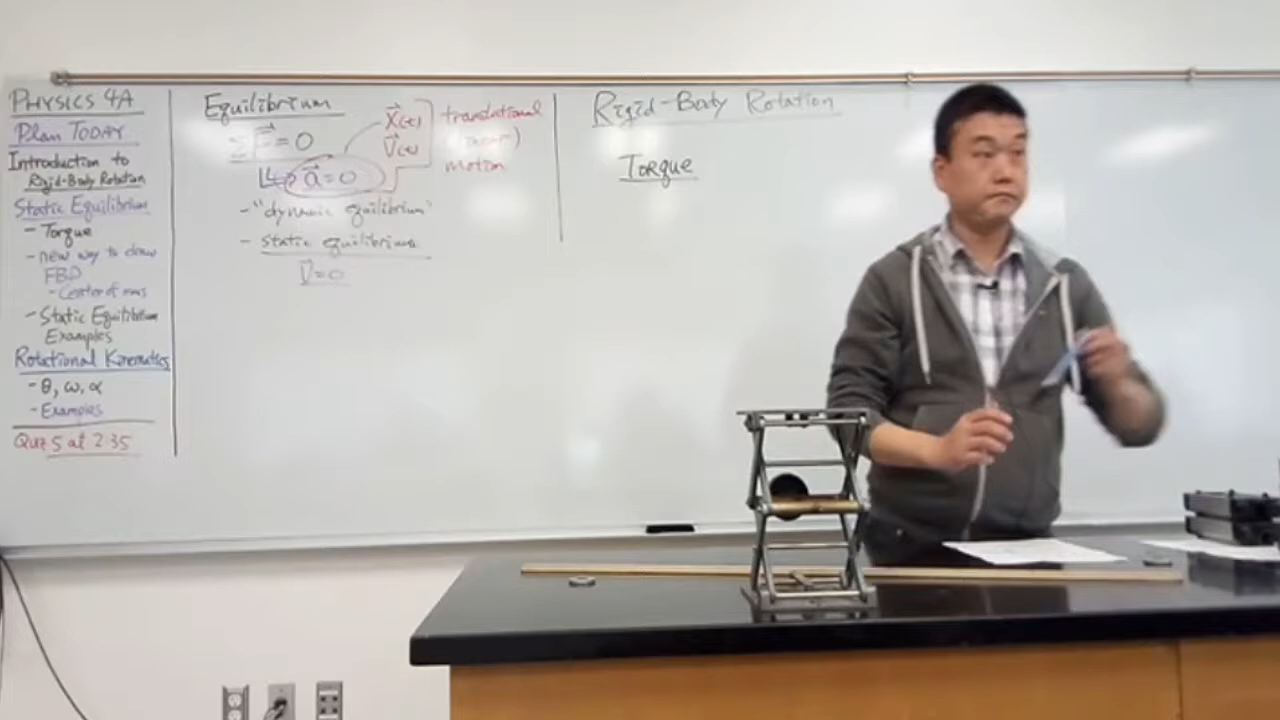 PHYSICS 4A
Plan TODAY
Introduction to
Rigid-Body Rotation
Static Equilibrium
- Torque
- new way to draw
FBD
- Center of mass
- Static Equilibrium
Examples
Rotational Kinematics
- θ, ω, α
- Examples
Quiz 5 at 2:35
Equilibrium
ΣF⃗ = 0
↳ a⃗ = 0
x⃗(t)
v⃗(t)
translational
(linear)
motion
- "dynamic equilibrium"
- static equilibrium
v⃗ = 0
Rigid-Body Rotation
Torque